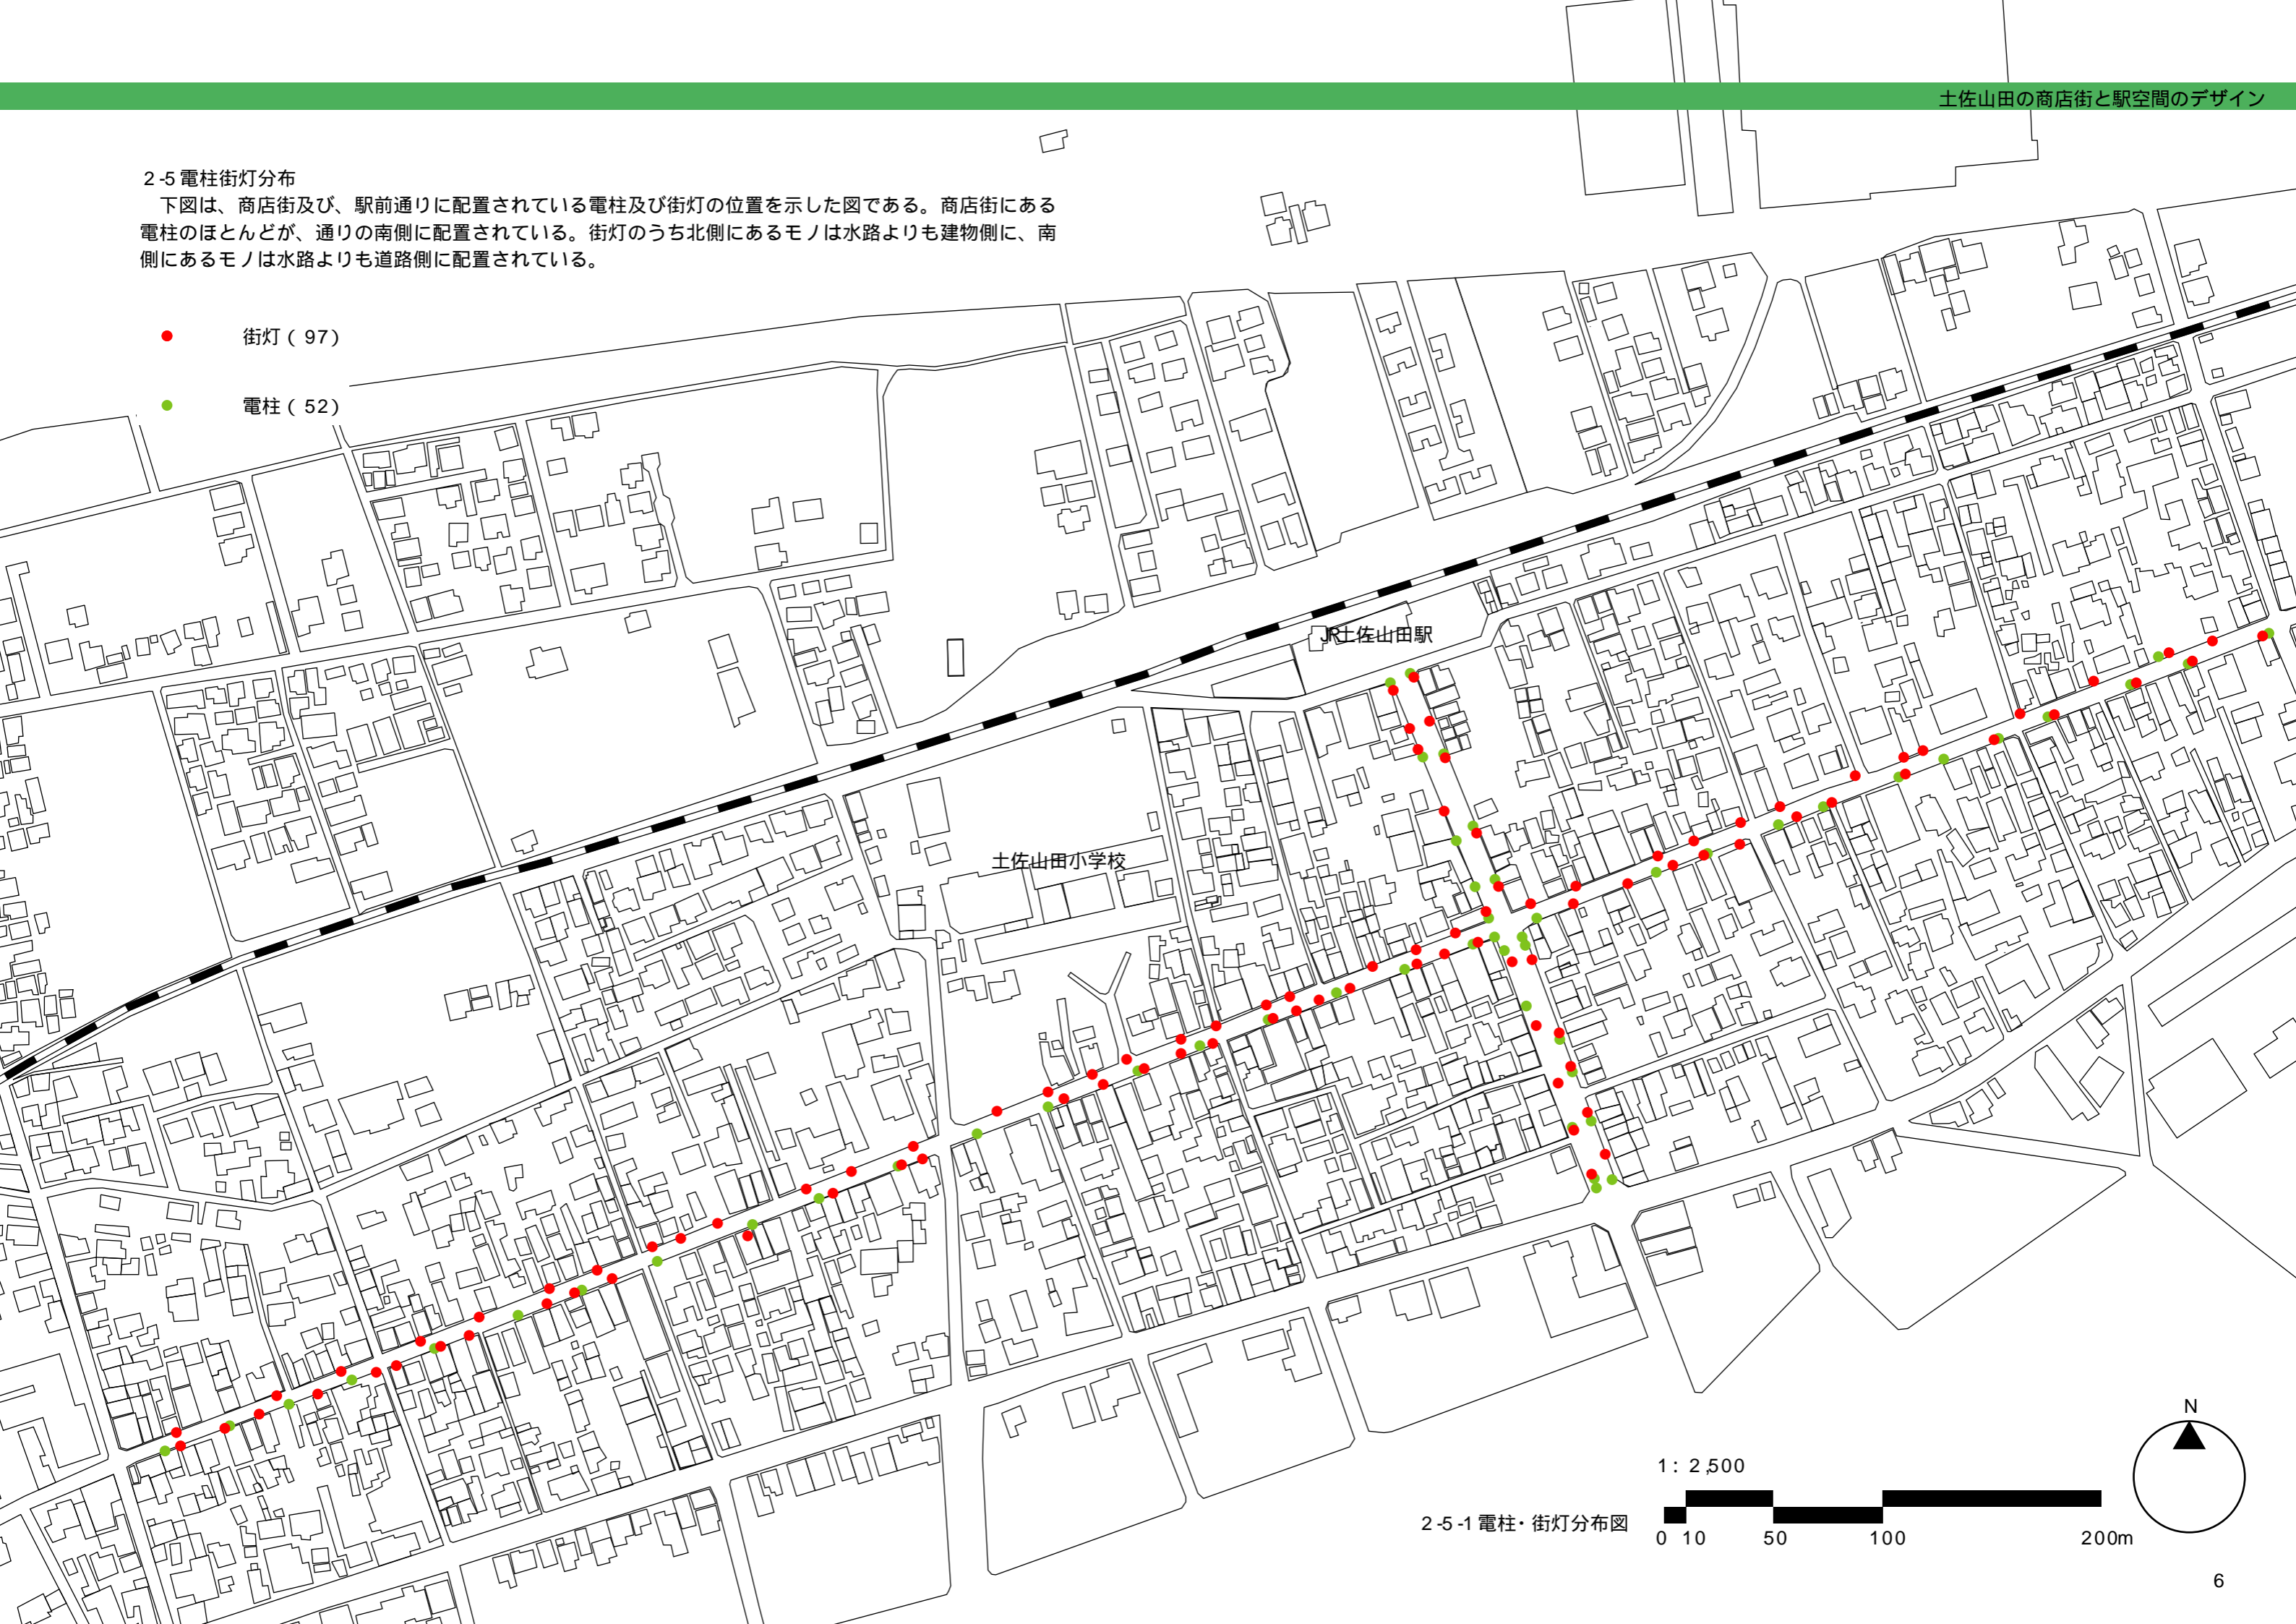 土佐山田の商店街と駅空間のデザイン
2-5電柱街灯分布
下図は、商店街及び、駅前通りに配置されている電柱及び街灯の位置を示した図である。商店街にある
電柱のほとんどが、通りの南側に配置されている。街灯のうち北側にあるモノは水路よりも建物側に、南
側にあるモノは水路よりも道路側に配置されている。
街灯(97)
電柱(52)
JR土佐山田駅
土佐山田小学校
N
1:2,500
2-5-1電柱・街灯分布図
0 10 50 100 200m
6